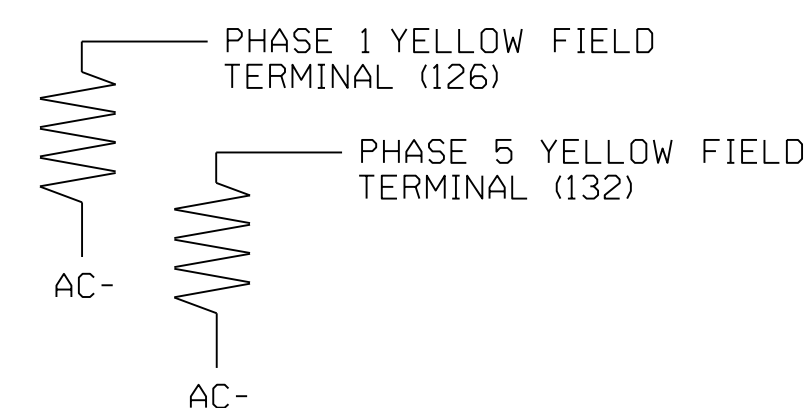 PHASE 1 YELLOW FIELD
TERMINAL (126)
PHASE 5 YELLOW FIELD
TERMINAL (132)
AC-
AC-